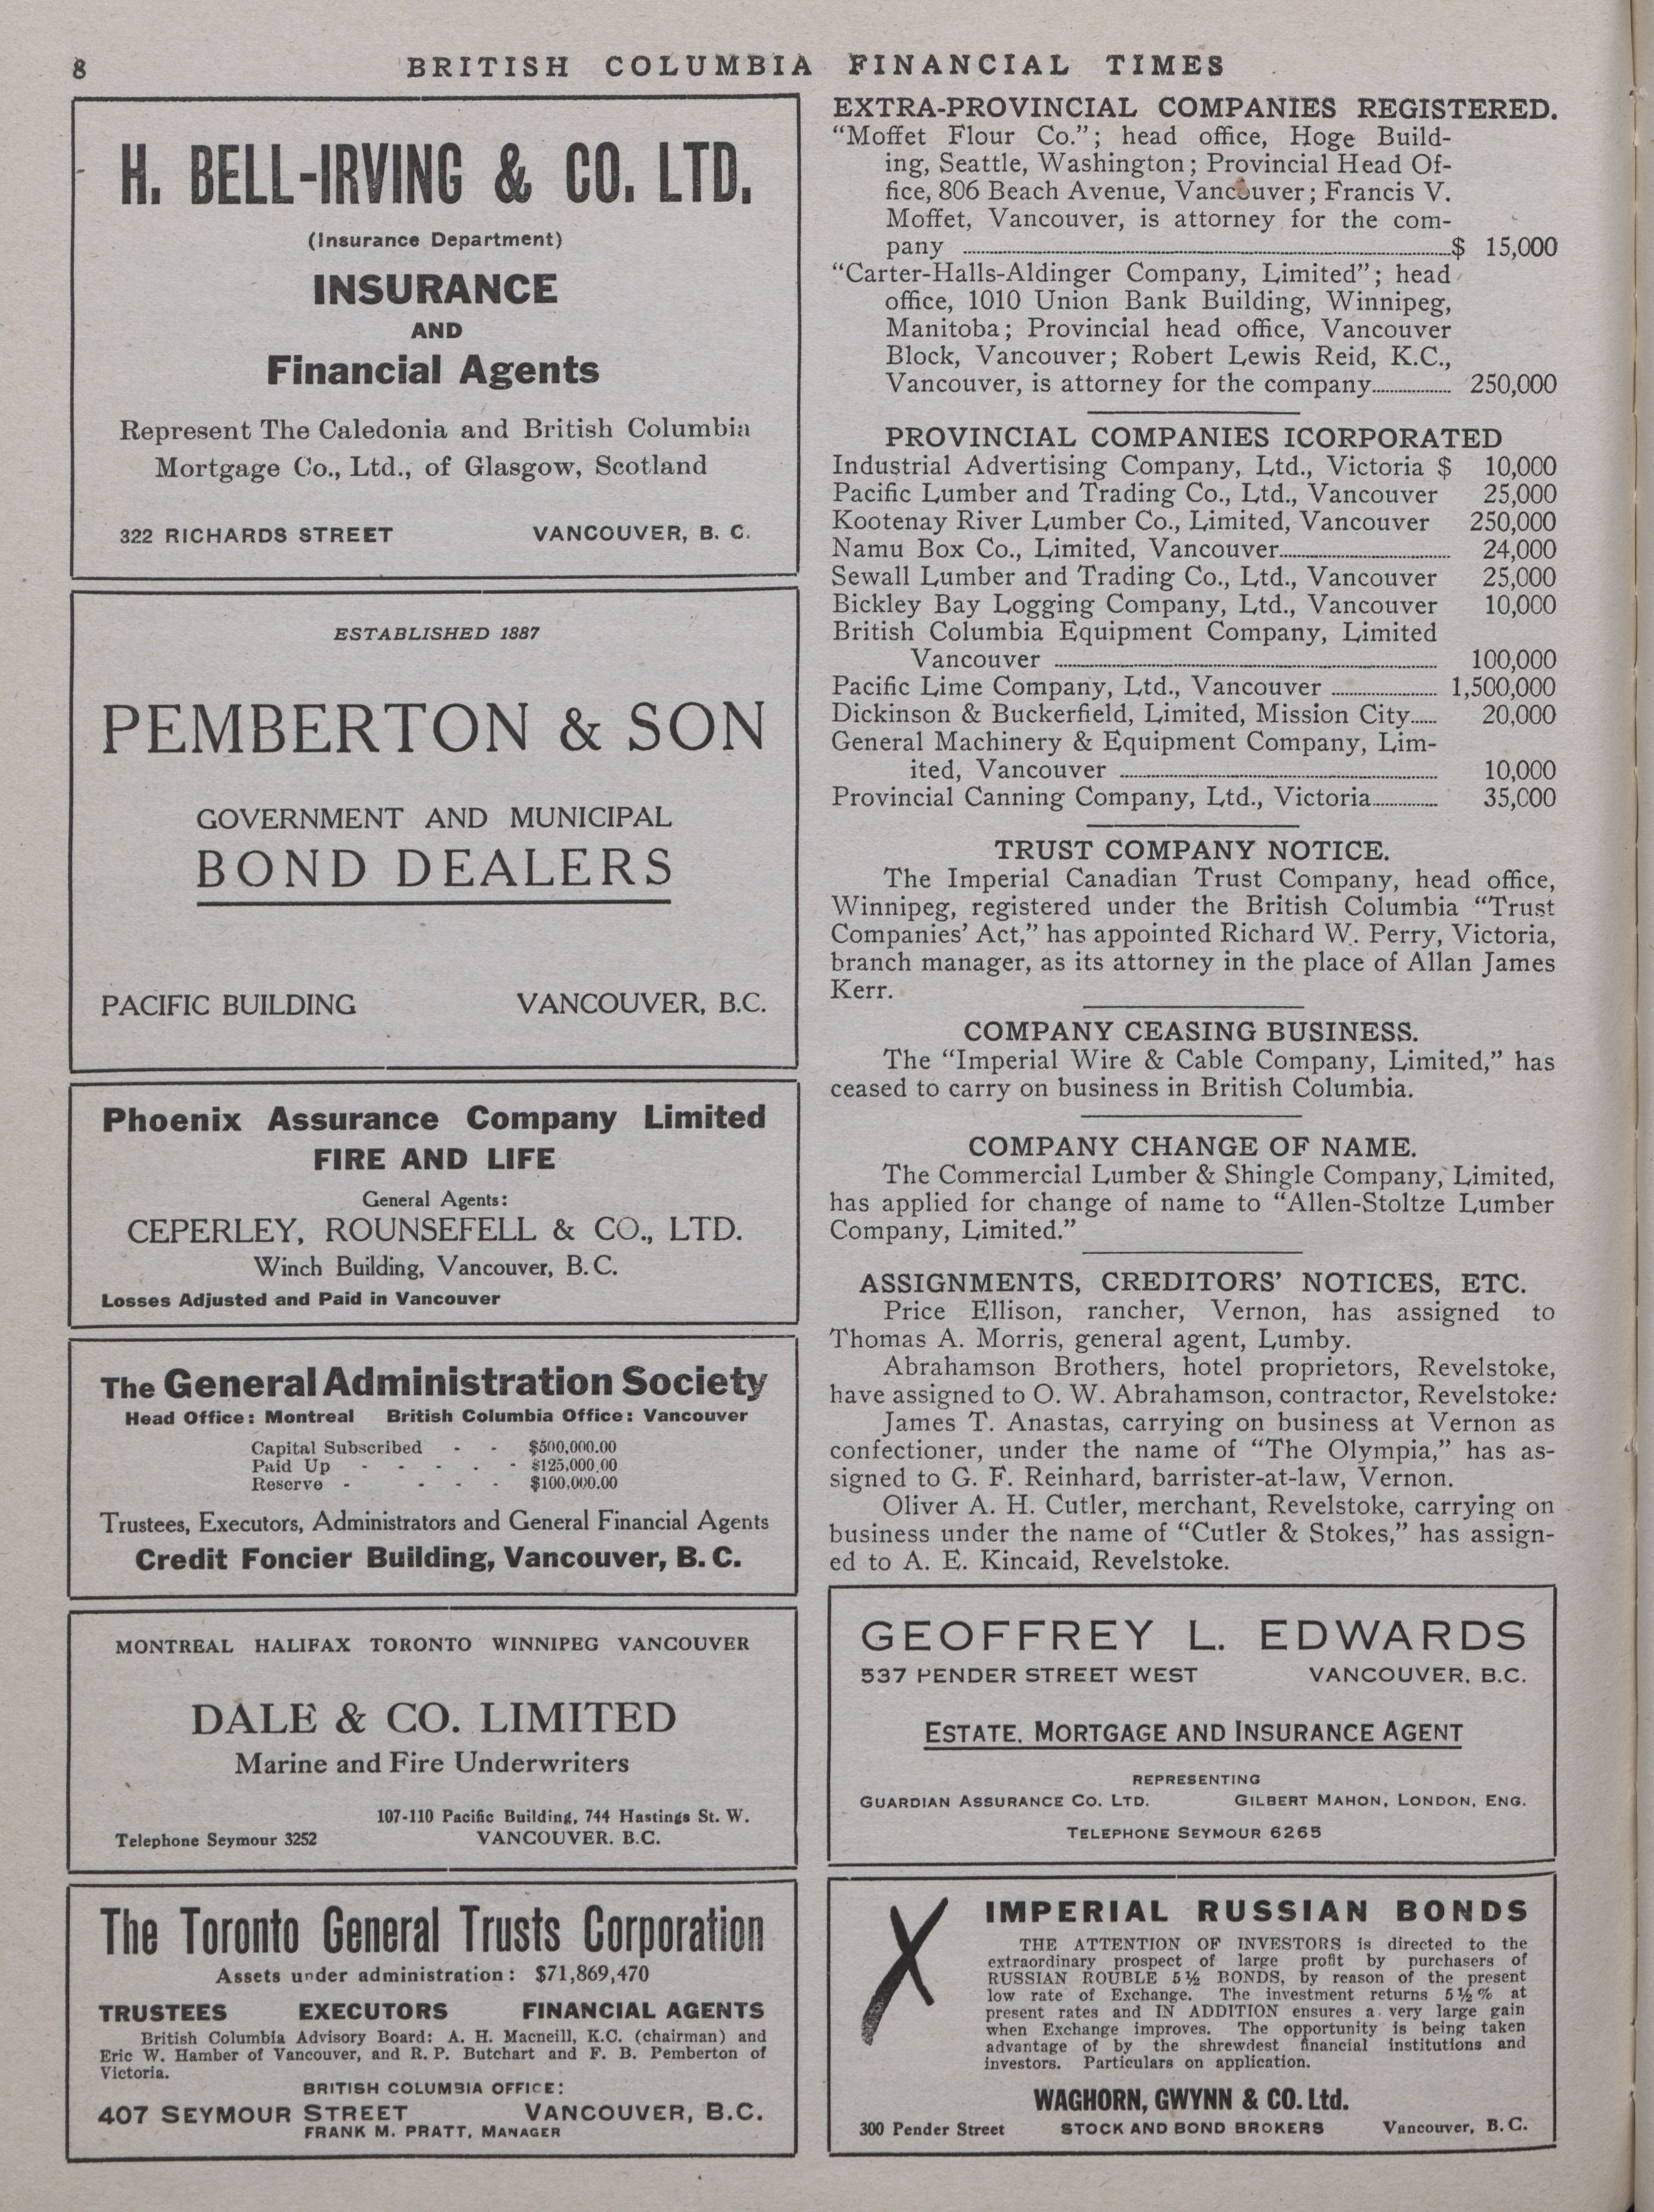 8
BRITISH COLUMBIA FINANCIAL TIMES
H. BELL-IRVING & CO. LTD.
(Insurance Department)
INSURANCE
AND
Financial Agents
Represent The Caledonia and British Columbia
Mortgage Co., Ltd., of Glasgow, Scotland
322 RICHARDS STREET VANCOUVER, B. C.
ESTABLISHED 1887
PEMBERTON & SON
GOVERNMENT AND MUNICIPAL
BOND DEALERS
PACIFIC BUILDING VANCOUVER, B.C.
Phoenix Assurance Company Limited
FIRE AND LIFE
General Agents:
CEPERLEY, ROUNSEFELL & CO., LTD.
Winch Building, Vancouver, B.C.
Losses Adjusted and Paid in Vancouver
The General Administration Society
Head Office: Montreal British Columbia Office: Vancouver
Capital Subscribed - - $500,000.00
Paid Up - - - - - $125,000.00
Reserve - - - - $100,000.00
Trustees, Executors, Administrators and General Financial Agents
Credit Foncier Building, Vancouver, B. C.
MONTREAL HALIFAX TORONTO WINNIPEG VANCOUVER
DALE & CO. LIMITED
Marine and Fire Underwriters
107-110 Pacific Building, 744 Hastings St. W.
Telephone Seymour 3252 VANCOUVER. B.C.
The Toronto General Trusts Corporation
Assets under administration: $71,869,470
TRUSTEES EXECUTORS FINANCIAL AGENTS
British Columbia Advisory Board: A. H. Macneill, K.C. (chairman) and
Eric W. Hamber of Vancouver, and R. P. Butchart and F. B. Pemberton of
Victoria.
BRITISH COLUMBIA OFFICE:
407 SEYMOUR STREET VANCOUVER, B.C.
FRANK M. PRATT, MANAGER
EXTRA-PROVINCIAL COMPANIES REGISTERED.
"Moffet Flour Co."; head office, Hoge Build-
ing, Seattle, Washington; Provincial Head Of-
fice, 806 Beach Avenue, Vancouver; Francis V.
Moffet, Vancouver, is attorney for the com-
pany ........ $ 15,000
"Carter-Halls-Aldinger Company, Limited"; head
office, 1010 Union Bank Building, Winnipeg,
Manitoba; Provincial head office, Vancouver
Block, Vancouver; Robert Lewis Reid, K.C.,
Vancouver, is attorney for the company........ 250,000
PROVINCIAL COMPANIES ICORPORATED
Industrial Advertising Company, Ltd., Victoria $ 10,000
Pacific Lumber and Trading Co., Ltd., Vancouver 25,000
Kootenay River Lumber Co., Limited, Vancouver 250,000
Namu Box Co., Limited, Vancouver........ 24,000
Sewall Lumber and Trading Co., Ltd., Vancouver 25,000
Bickley Bay Logging Company, Ltd., Vancouver 10,000
British Columbia Equipment Company, Limited
Vancouver ........ 100,000
Pacific Lime Company, Ltd., Vancouver ........ 1,500,000
Dickinson & Buckerfield, Limited, Mission City...... 20,000
General Machinery & Equipment Company, Lim-
ited, Vancouver ........ 10,000
Provincial Canning Company, Ltd., Victoria........ 35,000
TRUST COMPANY NOTICE.
The Imperial Canadian Trust Company, head office,
Winnipeg, registered under the British Columbia "Trust
Companies' Act," has appointed Richard W. Perry, Victoria,
branch manager, as its attorney in the place of Allan James
Kerr.
COMPANY CEASING BUSINESS.
The "Imperial Wire & Cable Company, Limited," has
ceased to carry on business in British Columbia.
COMPANY CHANGE OF NAME.
The Commercial Lumber & Shingle Company, Limited,
has applied for change of name to "Allen-Stoltze Lumber
Company, Limited."
ASSIGNMENTS, CREDITORS' NOTICES, ETC.
Price Ellison, rancher, Vernon, has assigned to
Thomas A. Morris, general agent, Lumby.
Abrahamson Brothers, hotel proprietors, Revelstoke,
have assigned to O. W. Abrahamson, contractor, Revelstoke.
James T. Anastas, carrying on business at Vernon as
confectioner, under the name of "The Olympia," has as-
signed to G. F. Reinhard, barrister-at-law, Vernon.
Oliver A. H. Cutler, merchant, Revelstoke, carrying on
business under the name of "Cutler & Stokes," has assign-
ed to A. E. Kincaid, Revelstoke.
GEOFFREY L. EDWARDS
537 PENDER STREET WEST VANCOUVER, B.C.
ESTATE, MORTGAGE AND INSURANCE AGENT
REPRESENTING
GUARDIAN ASSURANCE CO. LTD. GILBERT MAHON, LONDON, ENG.
TELEPHONE SEYMOUR 6265
X
IMPERIAL RUSSIAN BONDS
THE ATTENTION OF INVESTORS is directed to the
extraordinary prospect of large profit by purchasers of
RUSSIAN ROUBLE 5½ BONDS, by reason of the present
low rate of Exchange. The investment returns 5½% at
present rates and IN ADDITION ensures a very large gain
when Exchange improves. The opportunity is being taken
advantage of by the shrewdest financial institutions and
investors. Particulars on application.
WAGHORN, GWYNN & CO. Ltd.
300 Pender Street STOCK AND BOND BROKERS Vancouver, B. C.